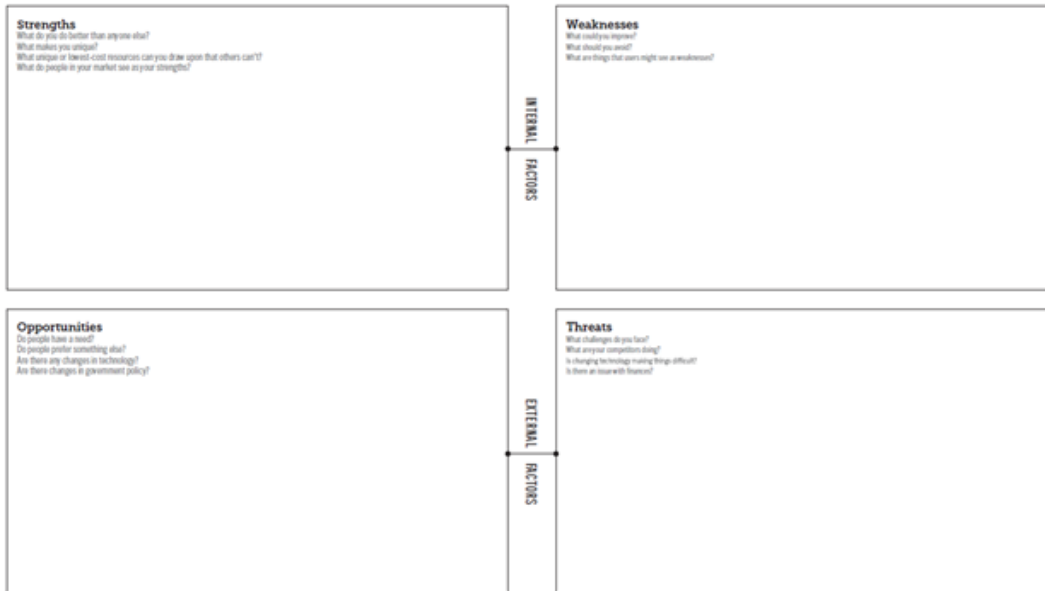 Strengths
What do you do better than anyone else?
What makes you unique?
What unique or lowest-cost resources can you draw upon that others can't?
What do people in your market see as your strengths?
Weaknesses
What could you improve?
What should you avoid?
What are things that users might see as weaknesses?
INTERNAL FACTORS
Opportunities
Do people have a need?
Do people prefer something else?
Are there any changes in technology?
Are there changes in government policy?
Threats
What challenges do you face?
What are your competitors doing?
Is changing technology making things difficult?
Is there an issue with finances?
EXTERNAL FACTORS